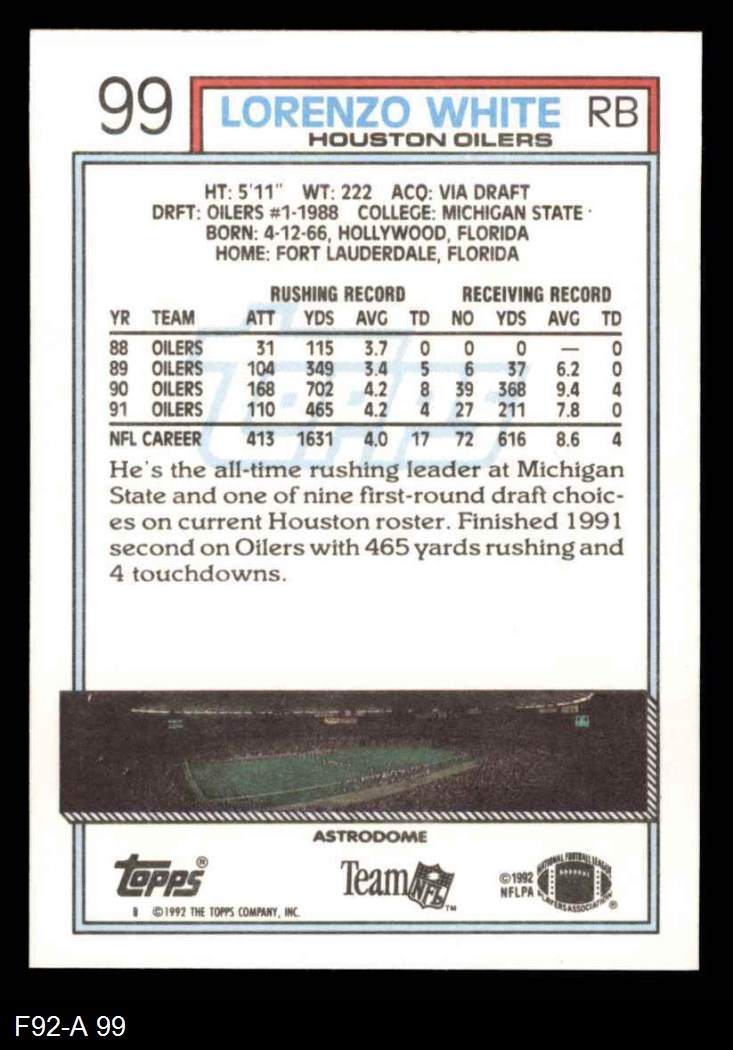 99 LORENZO WHITE RB
HOUSTON OILERS
HT: 5'11" WT: 222 ACQ: VIA DRAFT
DRFT: OILERS #1-1988 COLLEGE: MICHIGAN STATE
BORN: 4-12-66, HOLLYWOOD, FLORIDA
HOME: FORT LAUDERDALE, FLORIDA
RUSHING RECORD RECEIVING RECORD
YR TEAM ATT YDS AVG TD NO YDS AVG TD
88 OILERS 31 115 3.7 0 0 0 — 0
89 OILERS 104 349 3.4 5 6 37 6.2 0
90 OILERS 168 702 4.2 8 39 368 9.4 4
91 OILERS 110 465 4.2 4 27 211 7.8 0
NFL CAREER 413 1631 4.0 17 72 616 8.6 4
topps
He's the all-time rushing leader at Michigan
State and one of nine first-round draft choic-
es on current Houston roster. Finished 1991
second on Oilers with 465 yards rushing and
4 touchdowns.
ASTRODOME
topps®
Team NFL™
©1992
NFLPA
NATIONAL FOOTBALL LEAGUE
PLAYERS ASSOCIATION ®
B ©1992 THE TOPPS COMPANY, INC.
F92-A 99